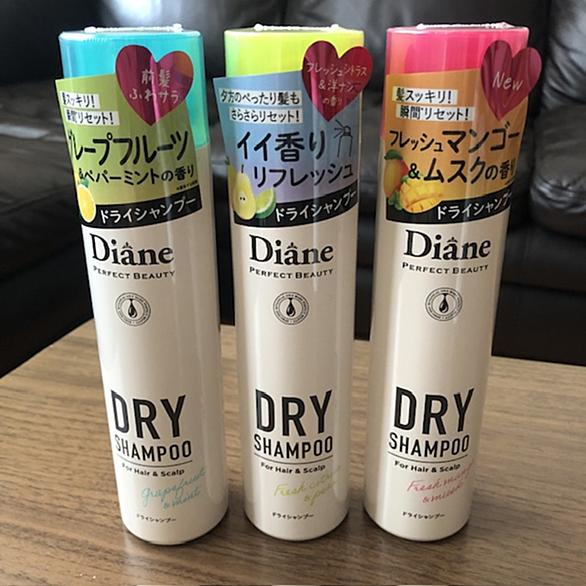 前髪
ふわサラ
髪スッキリ!
瞬間リセット!
グレープフルーツ
&ペパーミントの香り
ドライシャンプー
Diane
PERFECT BEAUTY
DRY
SHAMPOO
For Hair & Scalp
grapefruit
& mint
ドライシャンプー
フレッシュシトラス
&洋ナシ
の香り
夕方のぺったり髪も
さらさらリセット!
イイ香り
リフレッシュ
ドライシャンプー
Diane
PERFECT BEAUTY
DRY
SHAMPOO
For Hair & Scalp
Fresh citrus
&
ドライシャンプー
New
髪スッキリ!
瞬間リセット!
フレッシュマンゴー
&ムスクの香り
ドライシャンプー
Diane
PERFECT BEAUTY
DRY
SHAMPOO
For Hair & Scalp
Fresh mango
& musk
ドライシャンプー